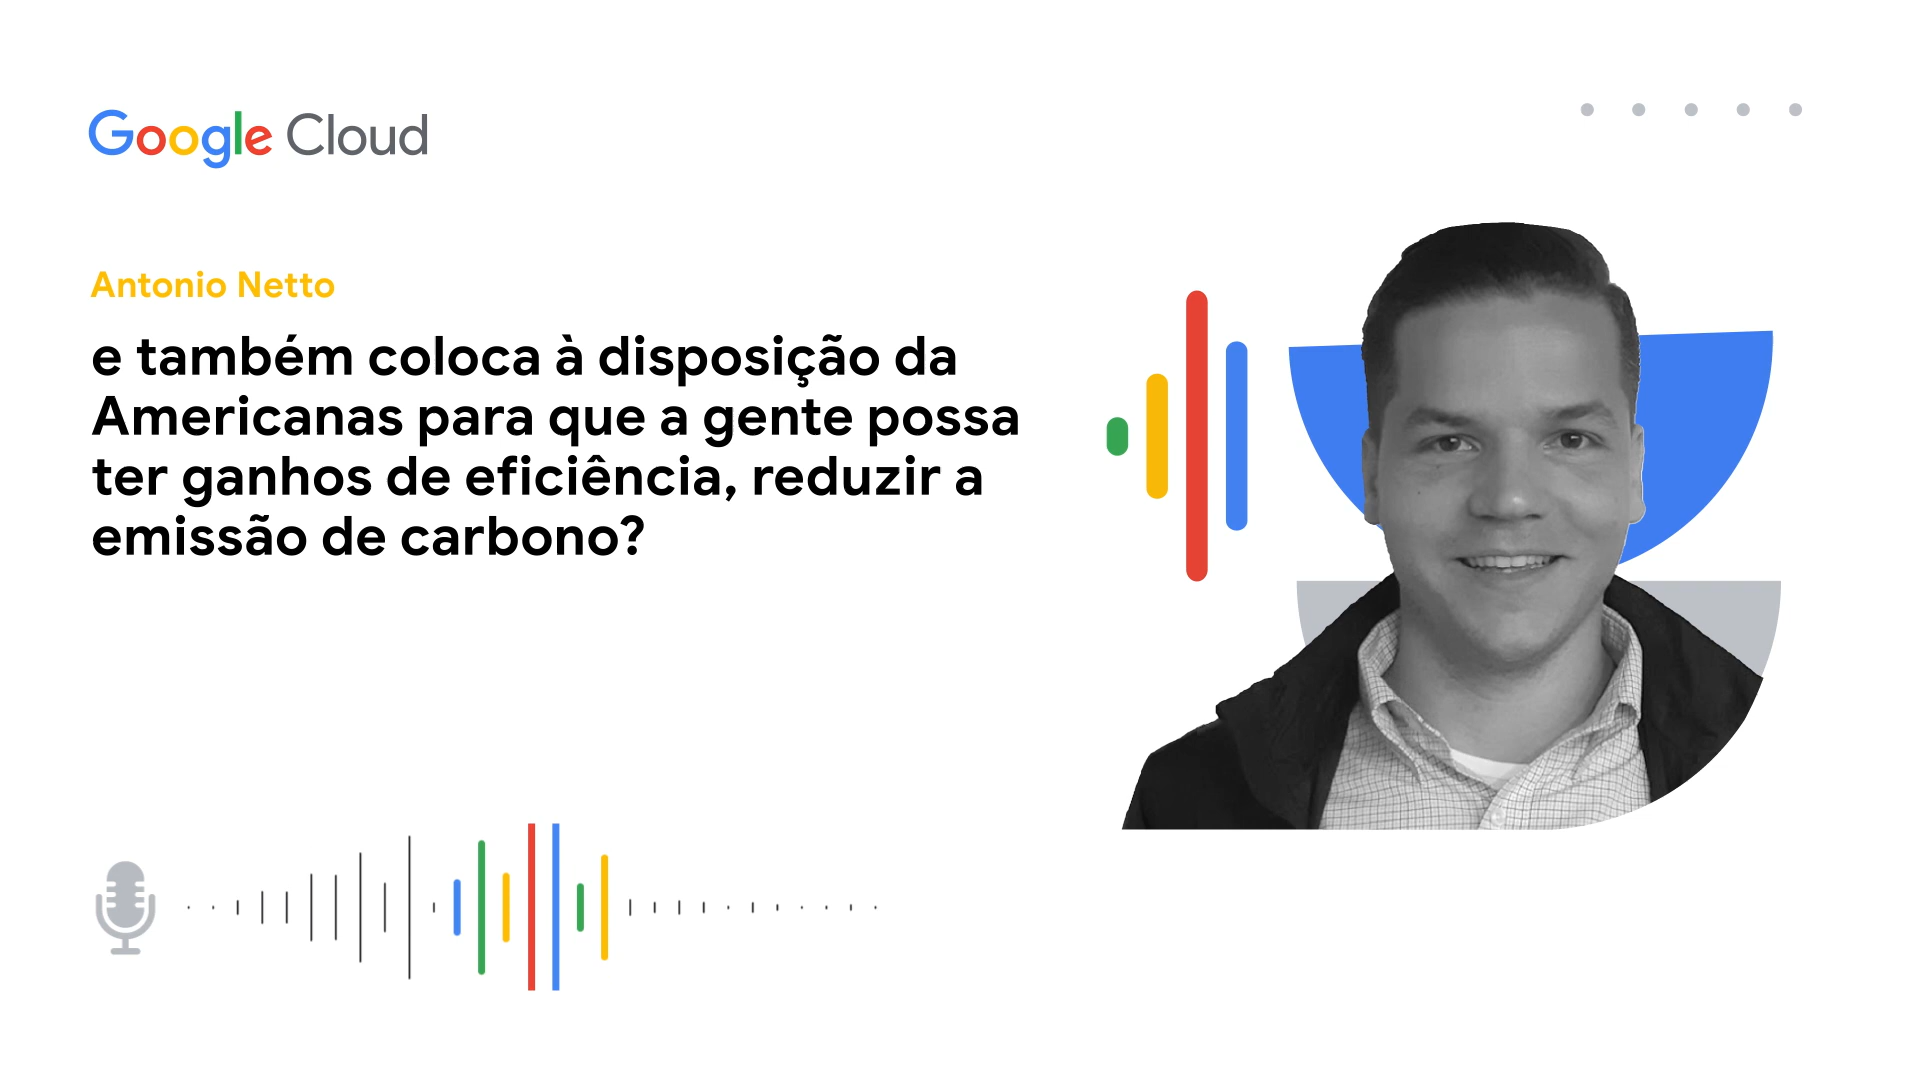 Google Cloud
Antonio Netto
e também coloca à disposição da
Americanas para que a gente possa
ter ganhos de eficiência, reduzir a
emissão de carbono?